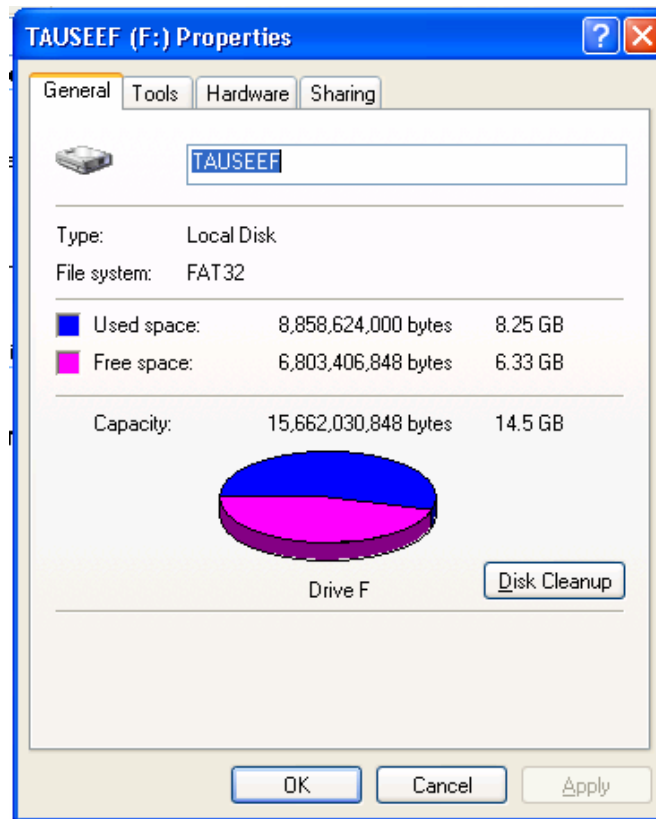 TAUSEEF (F:) Properties
General Tools Hardware Sharing
TAUSEEF
Type: Local Disk
File system: FAT32
Used space: 8,858,624,000 bytes 8.25 GB
Free space: 6,803,406,848 bytes 6.33 GB
Capacity: 15,662,030,848 bytes 14.5 GB
Drive F
Disk Cleanup
OK Cancel Apply